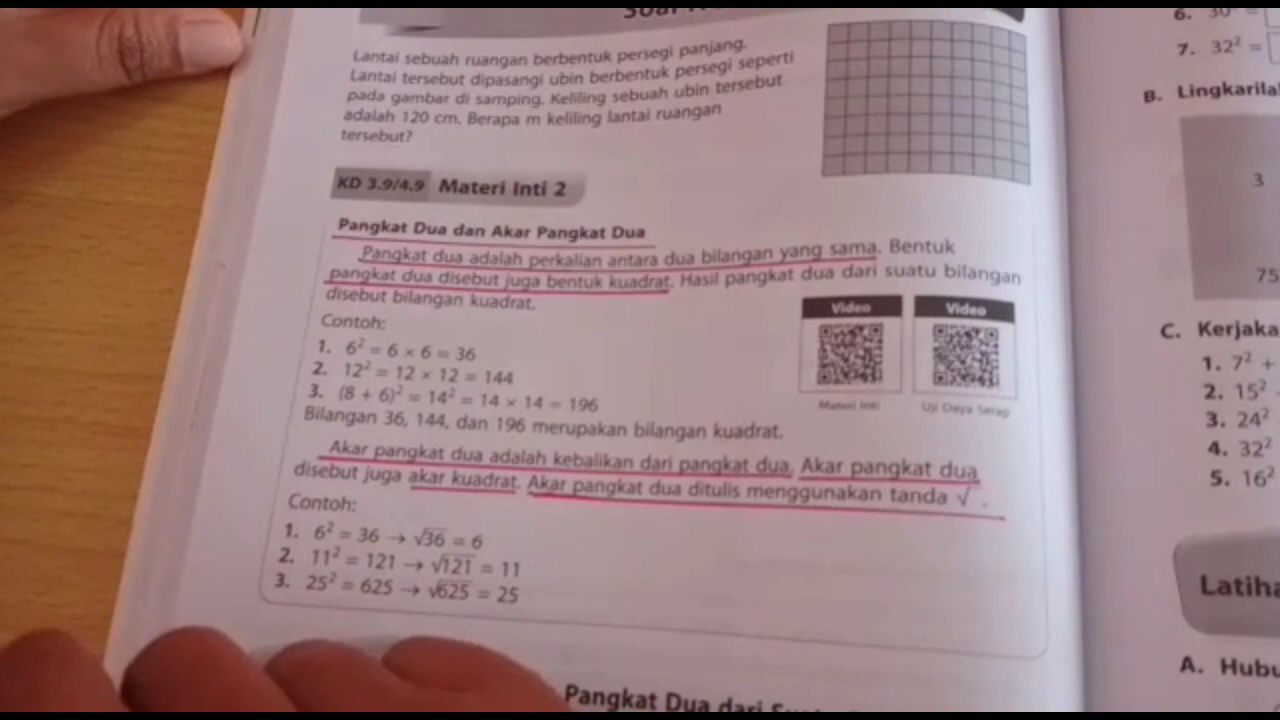 Lantai sebuah ruangan berbentuk persegi panjang.
Lantai tersebut dipasangi ubin berbentuk persegi seperti
pada gambar di samping. Keliling sebuah ubin tersebut
adalah 120 cm. Berapa m keliling lantai ruangan
tersebut?
KD 3.9/4.9 Materi Inti 2
Pangkat Dua dan Akar Pangkat Dua
Pangkat dua adalah perkalian antara dua bilangan yang sama. Bentuk
pangkat dua disebut juga bentuk kuadrat. Hasil pangkat dua dari suatu bilangan
disebut bilangan kuadrat.
Contoh:
1. 6² = 6 × 6 = 36
2. 12² = 12 × 12 = 144
3. (8 + 6)² = 14² = 14 × 14 = 196
Bilangan 36, 144, dan 196 merupakan bilangan kuadrat.
Video
Materi Inti
Video
Uji Daya Serap
Akar pangkat dua adalah kebalikan dari pangkat dua. Akar pangkat dua
disebut juga akar kuadrat. Akar pangkat dua ditulis menggunakan tanda √ .
Contoh:
1. 6² = 36 → √36 = 6
2. 11² = 121 → √121 = 11
3. 25² = 625 → √625 = 25
Pangkat Dua dari
7. 32² =
B.
3
75
C.
1. 7² +
2. 15²
3. 24²
4. 32²
5. 16²
A.